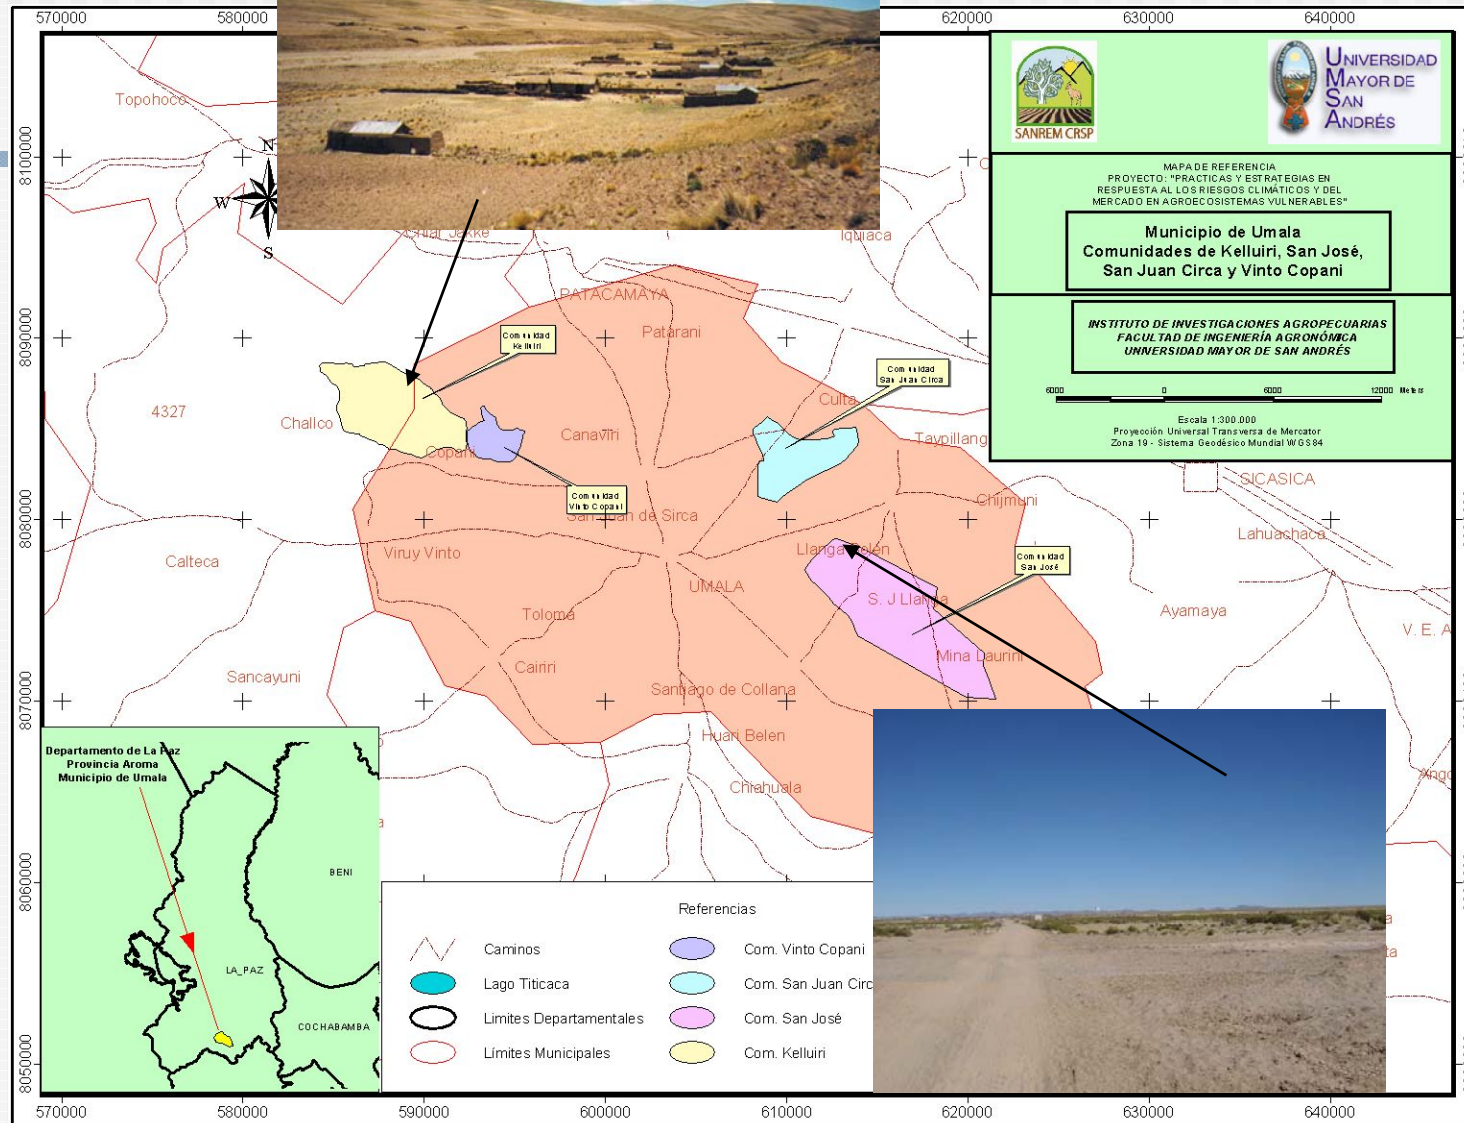 570000
580000
620000
630000
640000
8100000
8090000
8080000
8070000
8060000
8050000
Topohoco
N
W
S
Iquiaca
PATACAMAYA
Patarani
Comunidad
Kelluiri
Comunidad
San Juan Circa
Culta
4327
Challco
Copani
Canaviri
Taypillang
Comunidad
Vinto Copani
San Juan de Sirca
Chijmuni
SICASICA
Lahuachaca
Calteca
Viruy Vinto
Llanga Belén
Comunidad
San José
UMALA
S. J Llanga
Toloma
Ayamaya
V. E. A
Mina Laurini
Cairiri
Sancayuni
Santiago de Collana
Huari Belen
Chiahuala
Ango
SANREM CRSP
UNIVERSIDAD
MAYOR DE
SAN
ANDRÉS
MAPA DE REFERENCIA
PROYECTO: "PRACTICAS Y ESTRATEGIAS EN
RESPUESTA AL LOS RIESGOS CLIMÁTICOS Y DEL
MERCADO EN AGROECOSISTEMAS VULNERABLES"
Municipio de Umala
Comunidades de Kelluiri, San José,
San Juan Circa y Vinto Copani
INSTITUTO DE INVESTIGACIONES AGROPECUARIAS
FACULTAD DE INGENIERÍA AGRONÓMICA
UNIVERSIDAD MAYOR DE SAN ANDRÉS
6000 0 6000 12000 Meters
Escala 1:300.000
Proyección Universal Transversa de Mercator
Zona 19 - Sistema Geodésico Mundial WGS84
Departamento de La Paz
Provincia Aroma
Municipio de Umala
BENI
LA_PAZ
COCHABAMBA
Referencias
Caminos
Lago Titicaca
Limites Departamentales
Límites Municipales
Com. Vinto Copani
Com. San Juan Circ
Com. San José
Com. Kelluiri
570000
580000
590000
600000
610000
620000
630000
640000